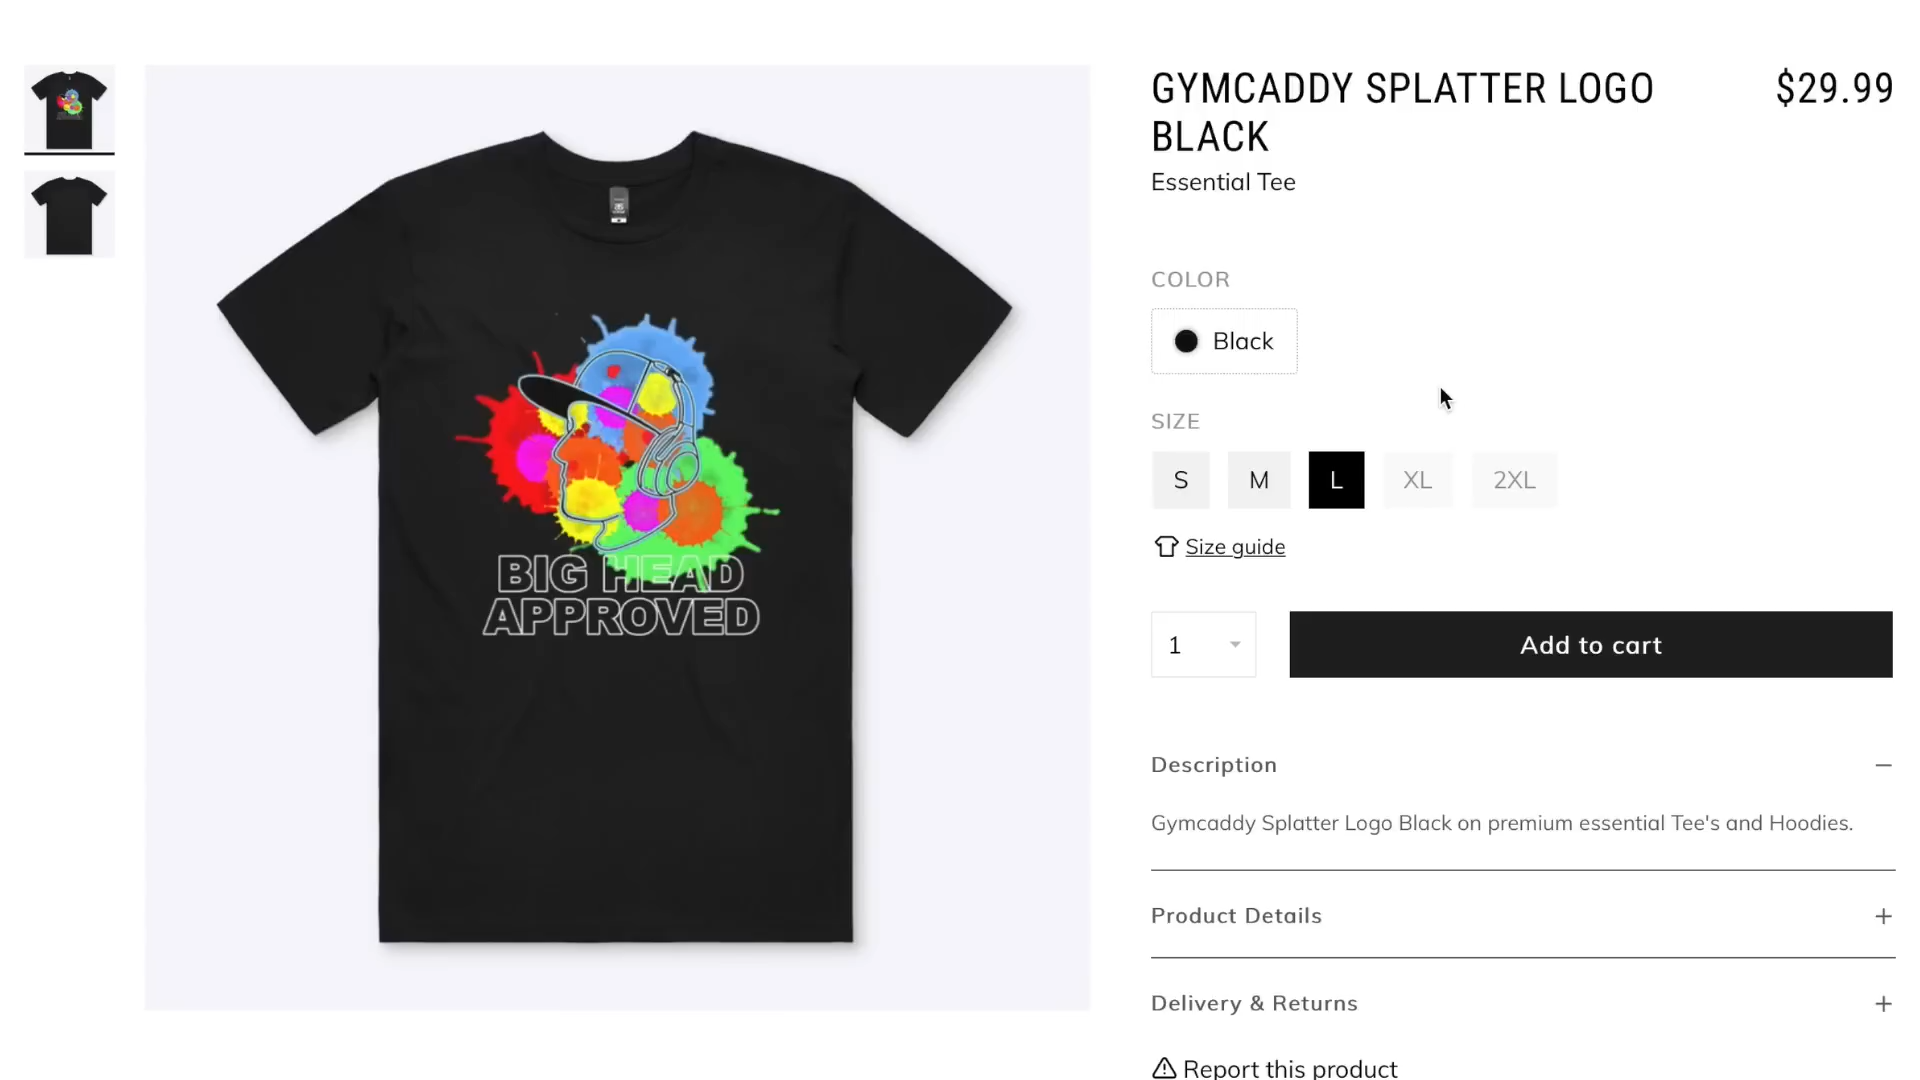 GYMCADDY SPLATTER LOGO
BLACK
$29.99
Essential Tee
COLOR
Black
SIZE
S M L XL 2XL
Size guide
1
Add to cart
BIG HEAD
APPROVED
Description
Gymcaddy Splatter Logo Black on premium essential Tee's and Hoodies.
Product Details
Delivery & Returns
Report this product